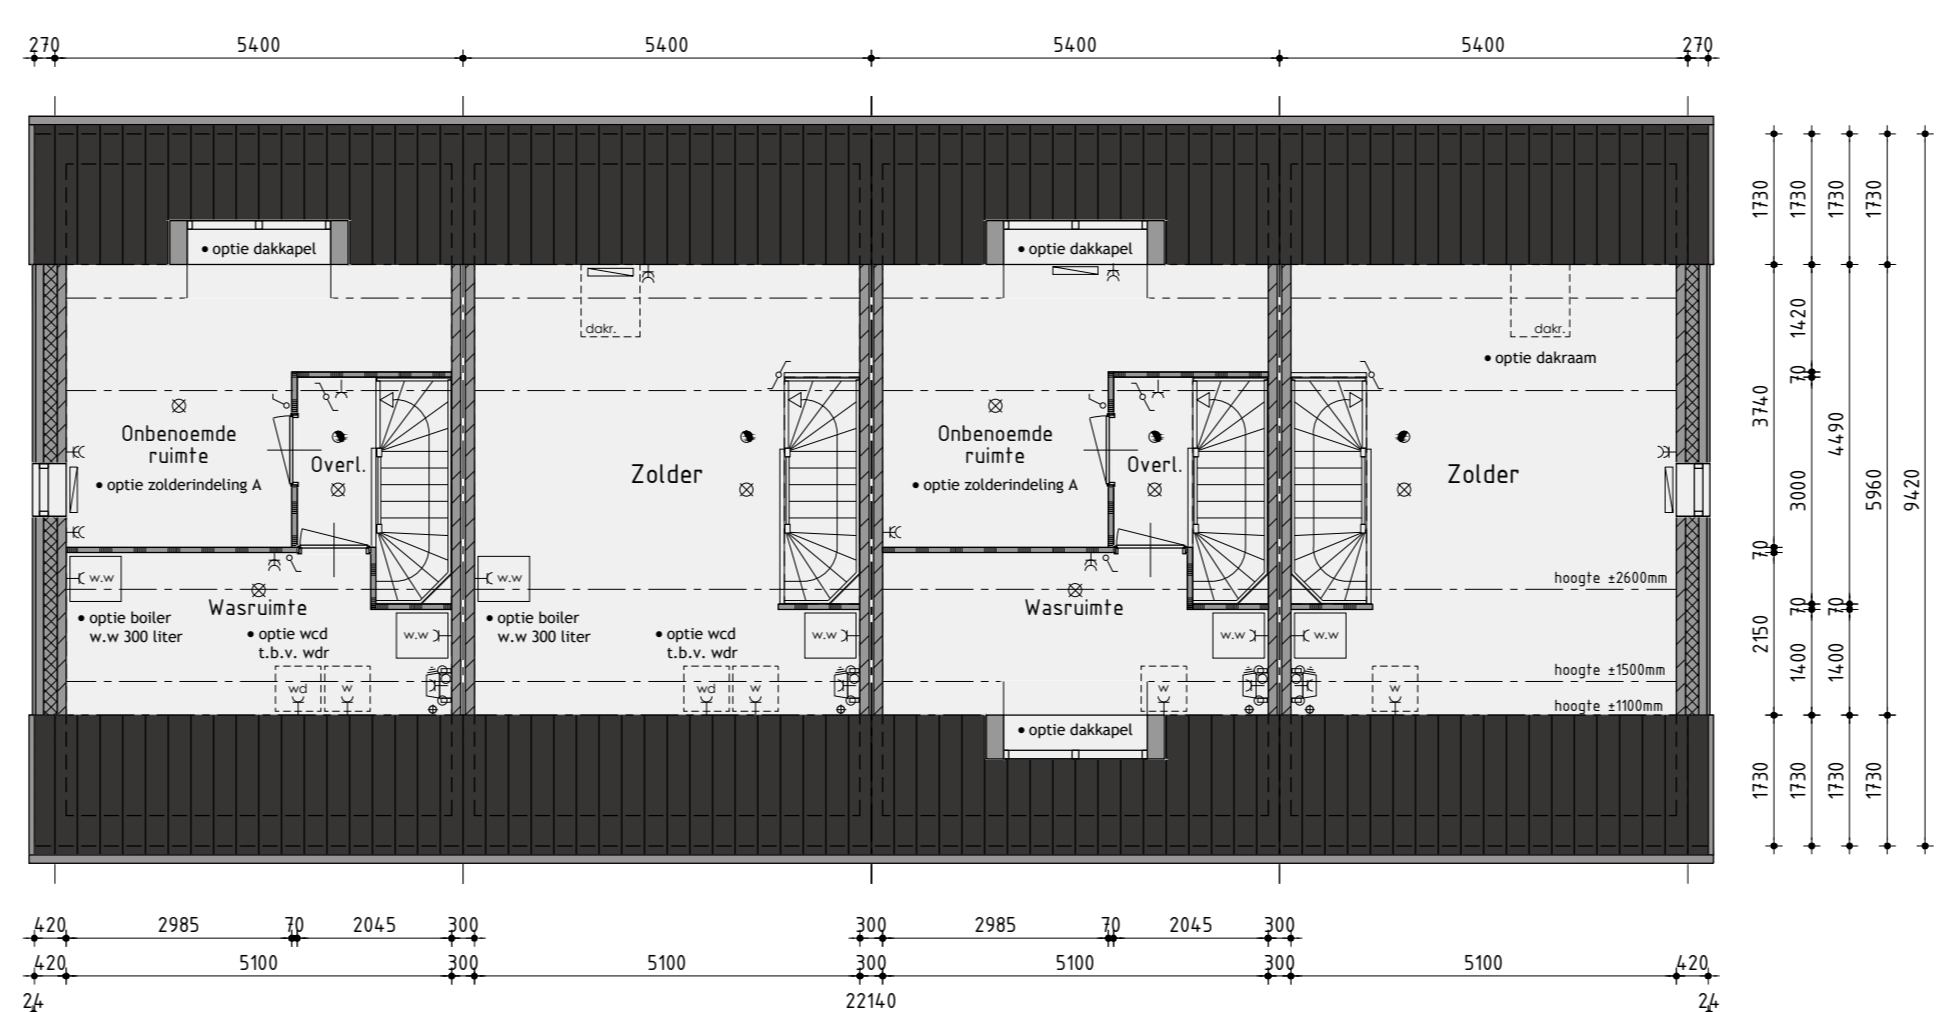 270 5400 5400 5400 5400 270
• optie dakkapel • optie dakkapel
dakr. dakr.
• optie dakraam
Onbenoemde
ruimte
• optie zolderindeling A
Overl.
Zolder
Onbenoemde
ruimte
• optie zolderindeling A
Overl.
Zolder
w.w w.w
hoogte ±2600mm
Wasruimte Wasruimte
• optie boiler
w.w 300 liter
• optie wcd
t.b.v. wdr
w.w
• optie boiler
w.w 300 liter
• optie wcd
t.b.v. wdr
w.w w.w w.w
hoogte ±1500mm
wd w wd w w w
hoogte ±1100mm
• optie dakkapel
1730 1730 1730 1730
1420
70
3740 4490
3000 5960 9420
70
70 70
2150
1400 1400
1730 1730 1730 1730
420 2985 70 2045 300 300 2985 70 2045 300
420 5100 300 5100 300 5100 300 5100 420
24 22140 24